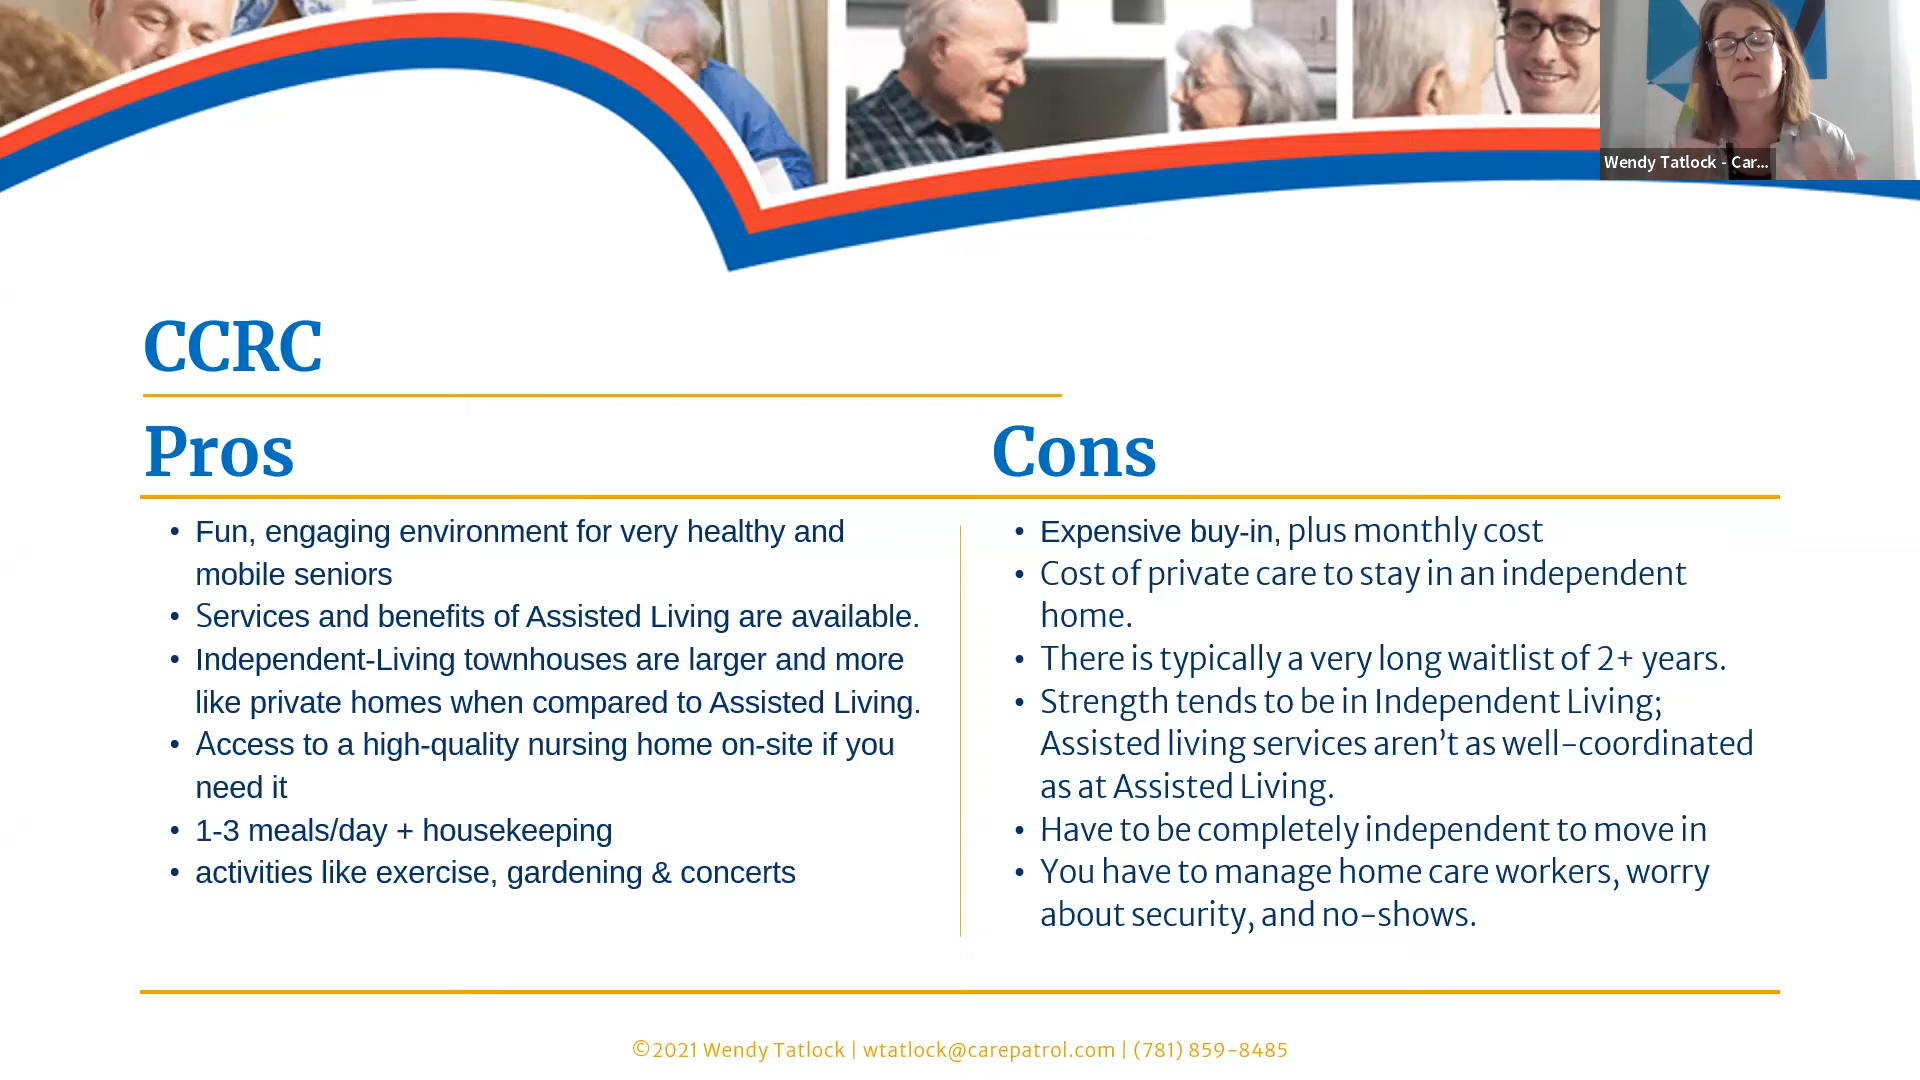 Wendy Tatlock - Car...
CCRC
Pros
Cons
• Fun, engaging environment for very healthy and
mobile seniors
• Services and benefits of Assisted Living are available.
• Independent-Living townhouses are larger and more
like private homes when compared to Assisted Living.
• Access to a high-quality nursing home on-site if you
need it
• 1-3 meals/day + housekeeping
• activities like exercise, gardening & concerts
• Expensive buy-in, plus monthly cost
• Cost of private care to stay in an independent
home.
• There is typically a very long waitlist of 2+ years.
• Strength tends to be in Independent Living;
Assisted living services aren’t as well-coordinated
as at Assisted Living.
• Have to be completely independent to move in
• You have to manage home care workers, worry
about security, and no-shows.
©2021 Wendy Tatlock | wtatlock@carepatrol.com | (781) 859-8485